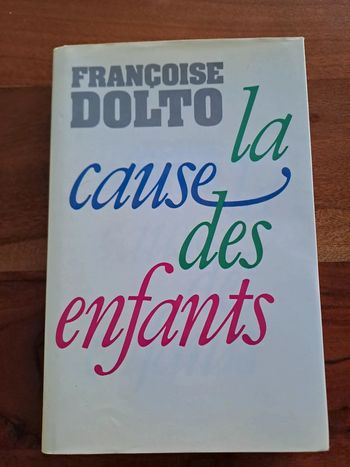 FRANÇOISE
DOLTO
la
cause
des
enfants